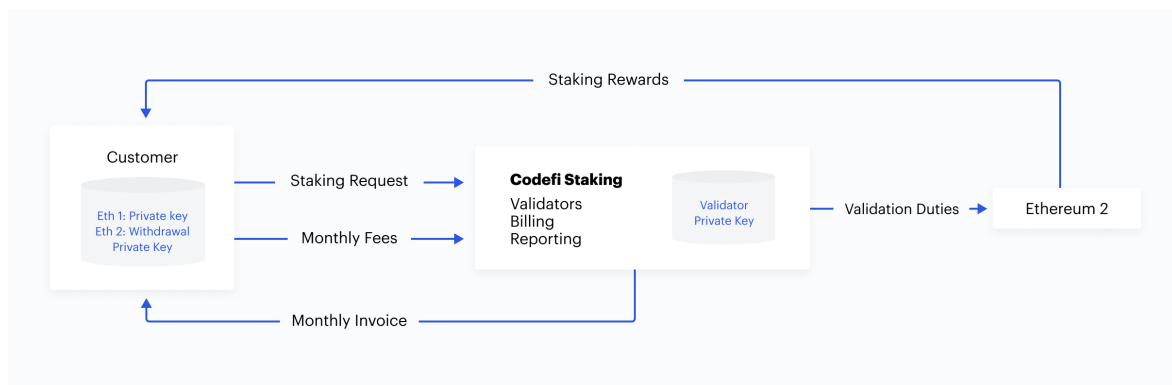 Staking Rewards
Customer
Eth 1: Private key
Eth 2: Withdrawal
Private Key
Staking Request
Monthly Fees
Monthly Invoice
Codefi Staking
Validators
Billing
Reporting
Validator
Private Key
Validation Duties
Ethereum 2